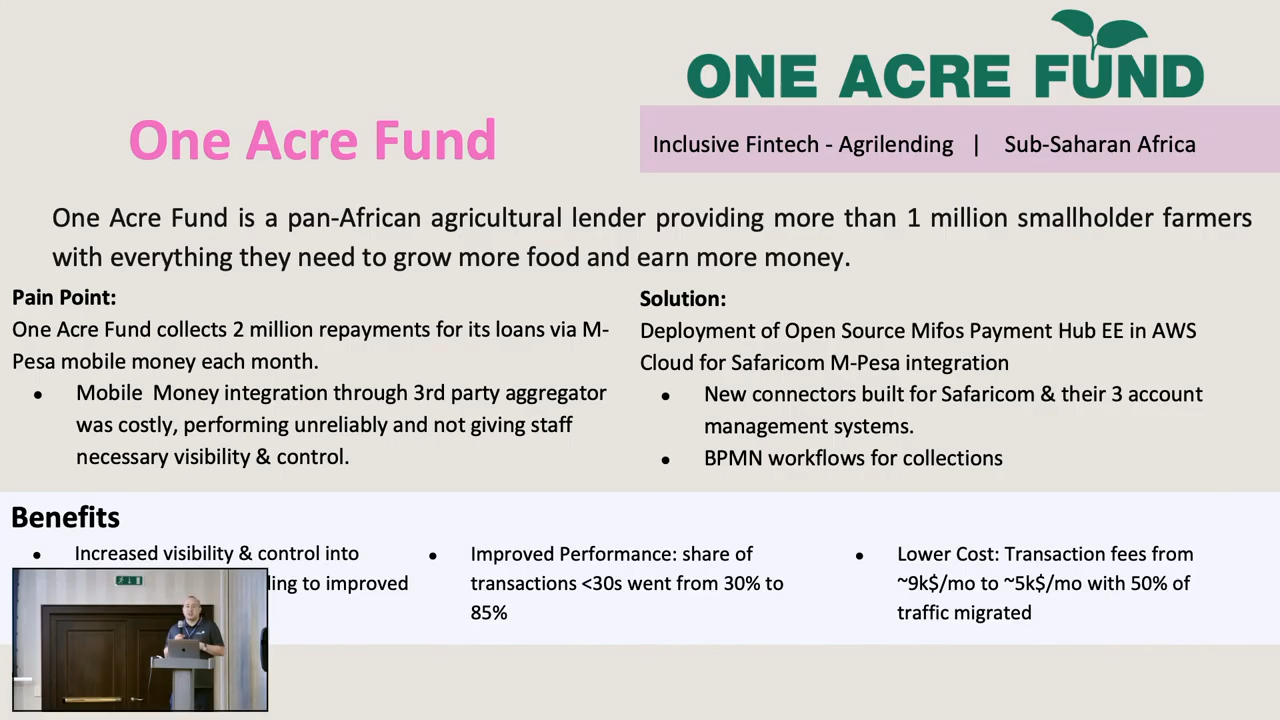 ONE ACRE FUND
One Acre Fund
Inclusive Fintech - Agrilending | Sub-Saharan Africa
One Acre Fund is a pan-African agricultural lender providing more than 1 million smallholder farmers
with everything they need to grow more food and earn more money.
Pain Point:
One Acre Fund collects 2 million repayments for its loans via M-
Pesa mobile money each month.
• Mobile Money integration through 3rd party aggregator
was costly, performing unreliably and not giving staff
necessary visibility & control.
Solution:
Deployment of Open Source Mifos Payment Hub EE in AWS
Cloud for Safaricom M-Pesa integration
• New connectors built for Safaricom & their 3 account
management systems.
• BPMN workflows for collections
Benefits
• Increased visibility & control into
to improved
• Improved Performance: share of
transactions <30s went from 30% to
85%
• Lower Cost: Transaction fees from
~9k$/mo to ~5k$/mo with 50% of
traffic migrated